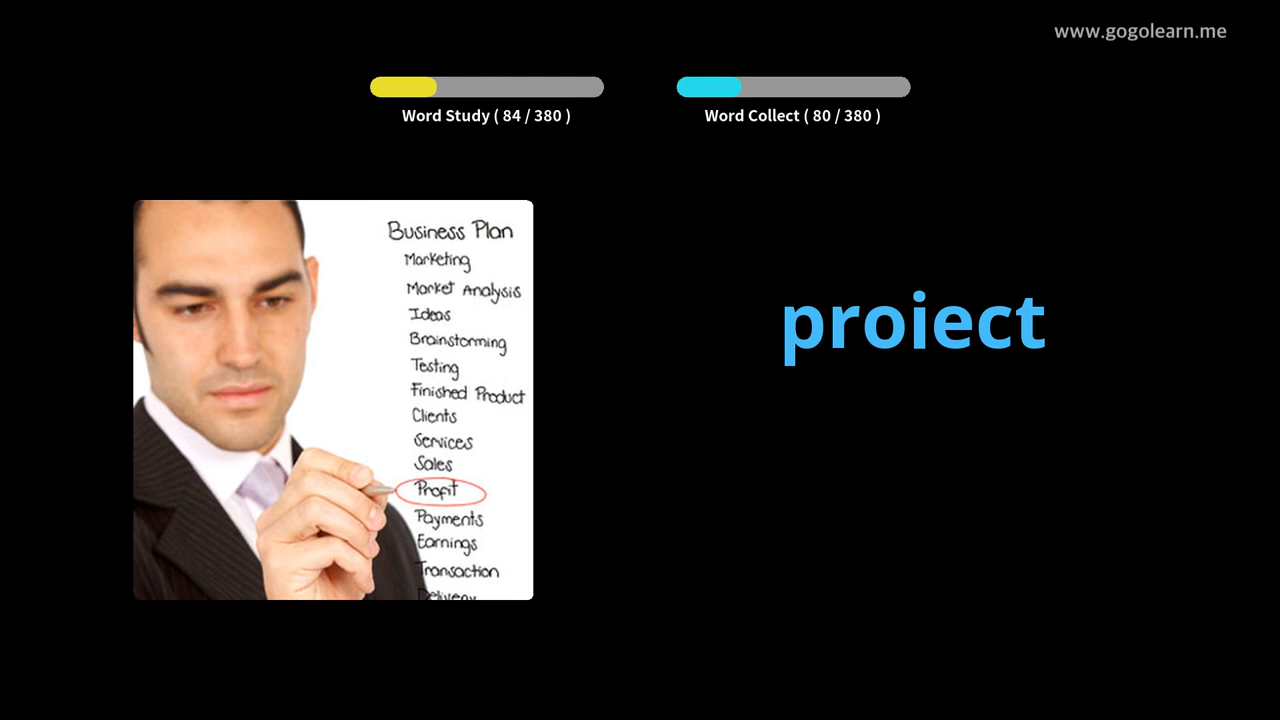 www.gogolearn.me
Word Study ( 84 / 380 )
Word Collect ( 80 / 380 )
Business Plan
Marketing
Market Analysis
Ideas
Brainstorming
Testing
Finished Product
Clients
Services
Sales
Profit
Payments
Earnings
Transaction
Delivery
proiect